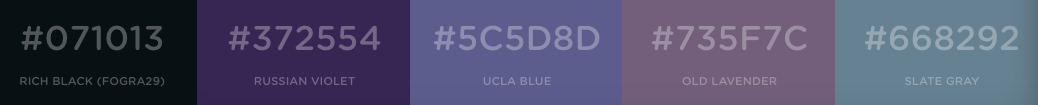 #071013 #372554 #5C5D8D #735F7C #668292
RICH BLACK (FOGRA29) RUSSIAN VIOLET UCLA BLUE OLD LAVENDER SLATE GRAY